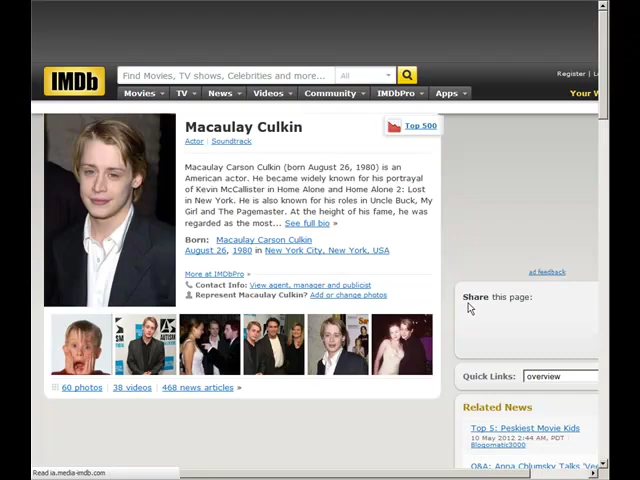 IMDb
Find Movies, TV shows, Celebrities and more...
All
Register
Movies
TV
News
Videos
Community
IMDbPro
Apps
Your
Macaulay Culkin
Top 500
Actor | Soundtrack
Macaulay Carson Culkin (born August 26, 1980) is an
American actor. He became widely known for his portrayal
of Kevin McCallister in Home Alone and Home Alone 2: Lost
in New York. He is also known for his roles in Uncle Buck, My
Girl and The Pagemaster. At the height of his fame, he was
regarded as the most... See full bio »
Born: Macaulay Carson Culkin
August 26, 1980 in New York City, New York, USA
More at IMDbPro »
Contact Info: View agent, manager and publicist
Represent Macaulay Culkin? Add or change photos
60 photos | 38 videos | 468 news articles »
ad feedback
Share this page:
Quick Links: overview
Related News
Top 5: Peskiest Movie Kids
10 May 2012 2:44 AM, PDT |
Blogomatic3000
Q&A: Anna Chlumsky Talks
Read ia.media-imdb.com